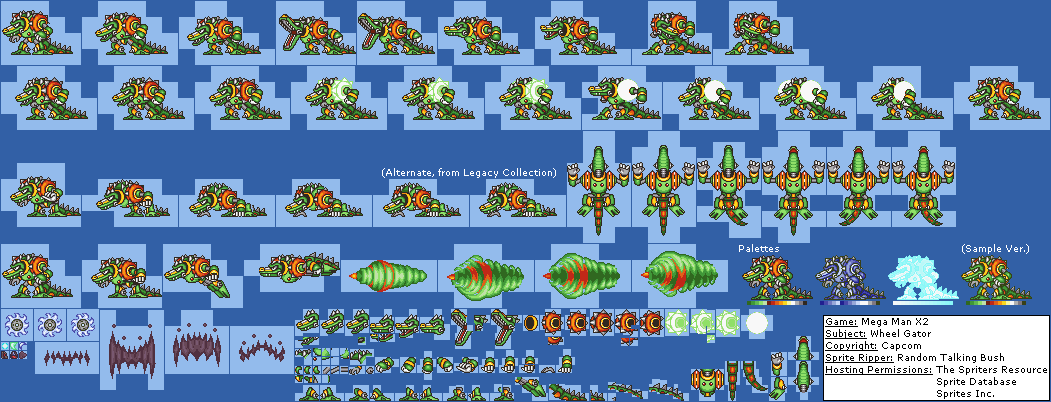 (Alternate, from Legacy Collection)
Palettes
(Sample Ver.)
Game: Mega Man X2
Subject: Wheel Gator
Copyright: Capcom
Sprite Ripper: Random Talking Bush
Hosting Permissions: The Spriters Resource
Sprite Database
Sprites Inc.